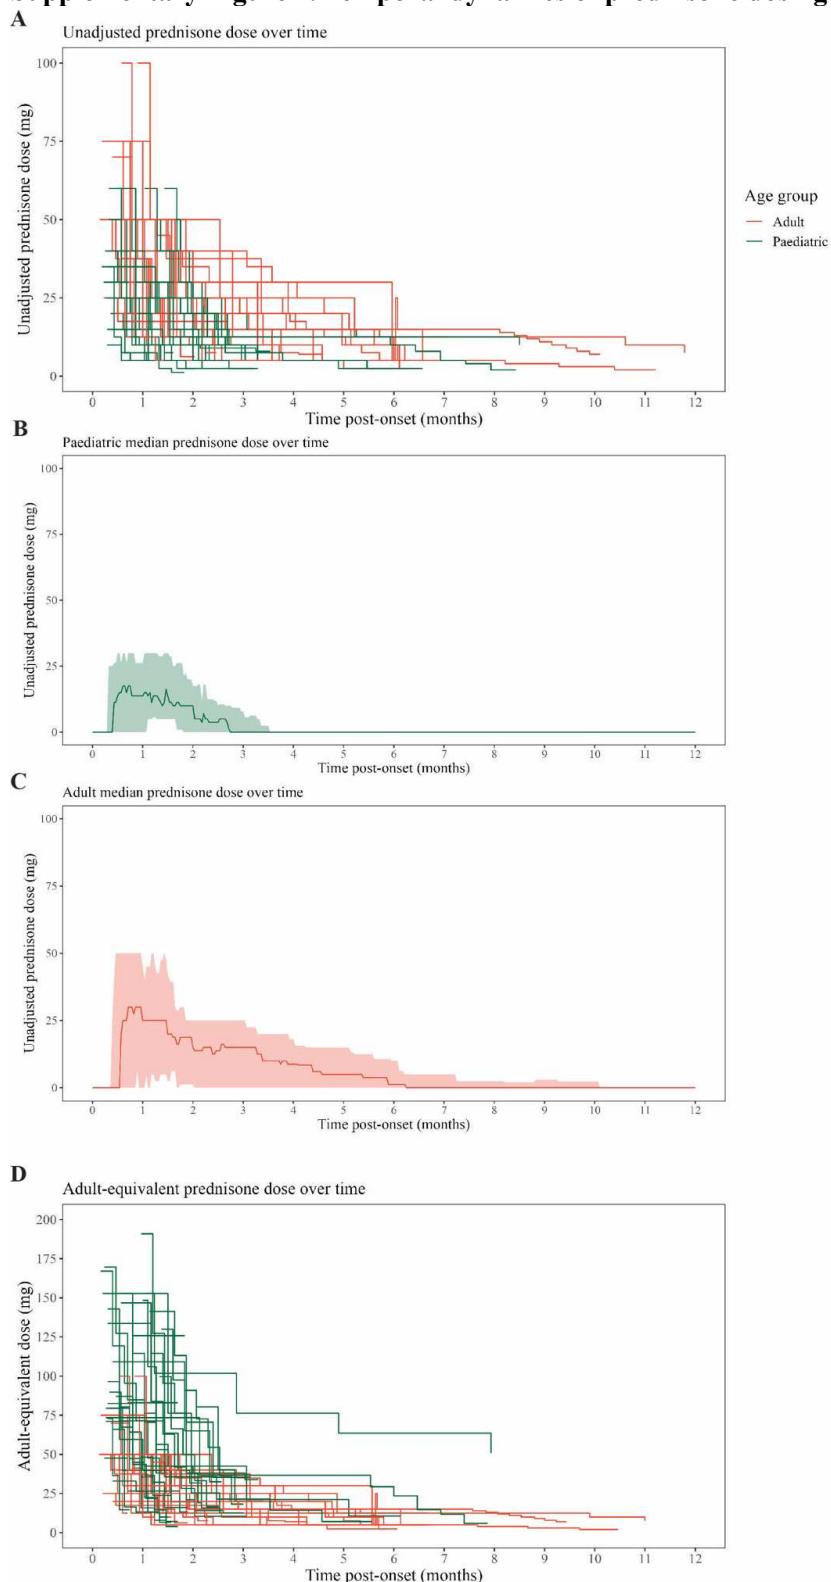 Supplementary Figure Temporal dynamics of prednisone dosing
A
Unadjusted prednisone dose over time
Unadjusted prednisone dose (mg)
100
75
50
25
0
0 1 2 3 4 5 6 7 8 9 10 11 12
Time post-onset (months)
Age group
Adult
Paediatric
B
Paediatric median prednisone dose over time
Unadjusted prednisone dose (mg)
100
75
50
25
0
0 1 2 3 4 5 6 7 8 9 10 11 12
Time post-onset (months)
C
Adult median prednisone dose over time
Unadjusted prednisone dose (mg)
100
75
50
25
0
0 1 2 3 4 5 6 7 8 9 10 11 12
Time post-onset (months)
D
Adult-equivalent prednisone dose over time
Adult-equivalent dose (mg)
200
175
150
125
100
75
50
25
0
0 1 2 3 4 5 6 7 8 9 10 11 12
Time post-onset (months)